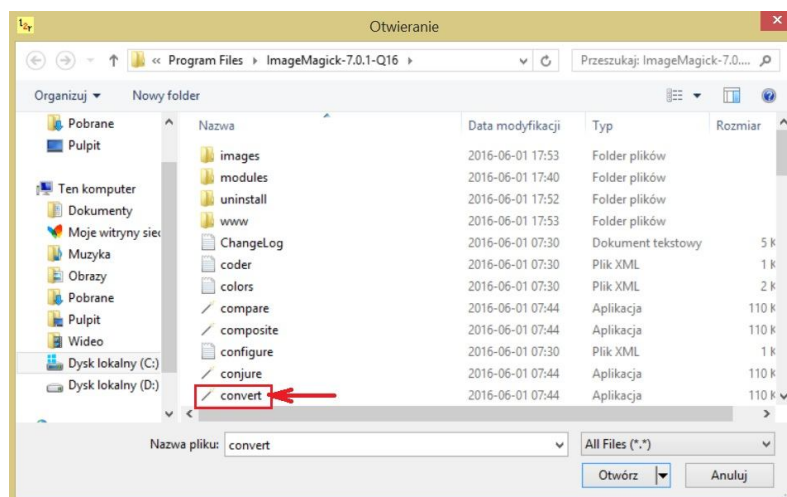 Otwieranie
« Program Files ImageMagick-7.0.1-Q16
Przeszukaj: ImageMagick-7.0....
Organizuj Nowy folder
Nazwa Data modyfikacji Typ Rozmiar
Pobrane
Pulpit
Ten komputer
Dokumenty
Moje witryny siec
Muzyka
Obrazy
Pobrane
Pulpit
Wideo
Dysk lokalny (C:)
Dysk lokalny (D:)
images 2016-06-01 17:53 Folder plików
modules 2016-06-01 17:40 Folder plików
uninstall 2016-06-01 17:52 Folder plików
www 2016-06-01 17:53 Folder plików
ChangeLog 2016-06-01 07:30 Dokument tekstowy 5 K
coder 2016-06-01 07:30 Plik XML 1 K
colors 2016-06-01 07:30 Plik XML 2 K
compare 2016-06-01 07:44 Aplikacja 110 K
composite 2016-06-01 07:44 Aplikacja 110 K
configure 2016-06-01 07:30 Plik XML 1 K
conjure 2016-06-01 07:44 Aplikacja 110 K
convert 2016-06-01 07:44 Aplikacja 110 K
Nazwa pliku: convert All Files (*.*)
Otwórz Anuluj